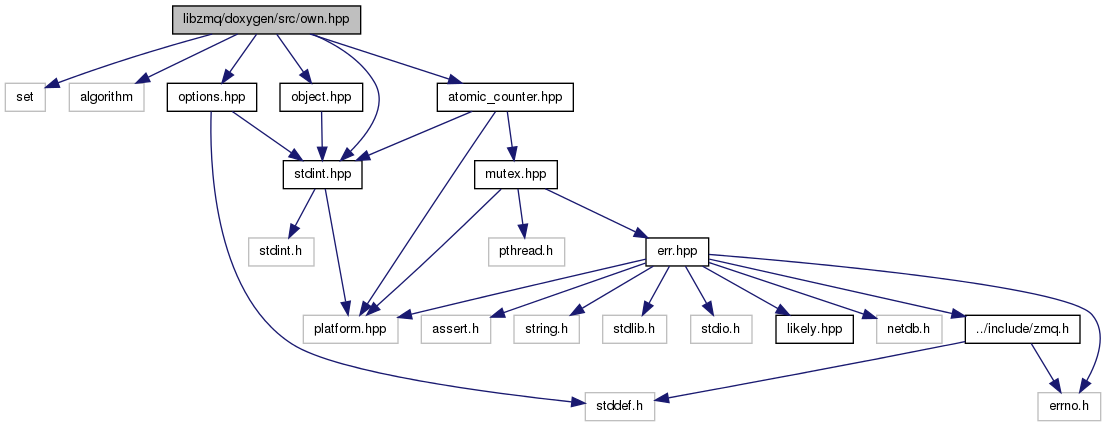 libzmq/doxygen/src/own.hpp
set
algorithm
options.hpp
object.hpp
atomic_counter.hpp
stdint.hpp
mutex.hpp
stdint.h
pthread.h
err.hpp
platform.hpp
assert.h
string.h
stdlib.h
stdio.h
likely.hpp
netdb.h
../include/zmq.h
stddef.h
errno.h